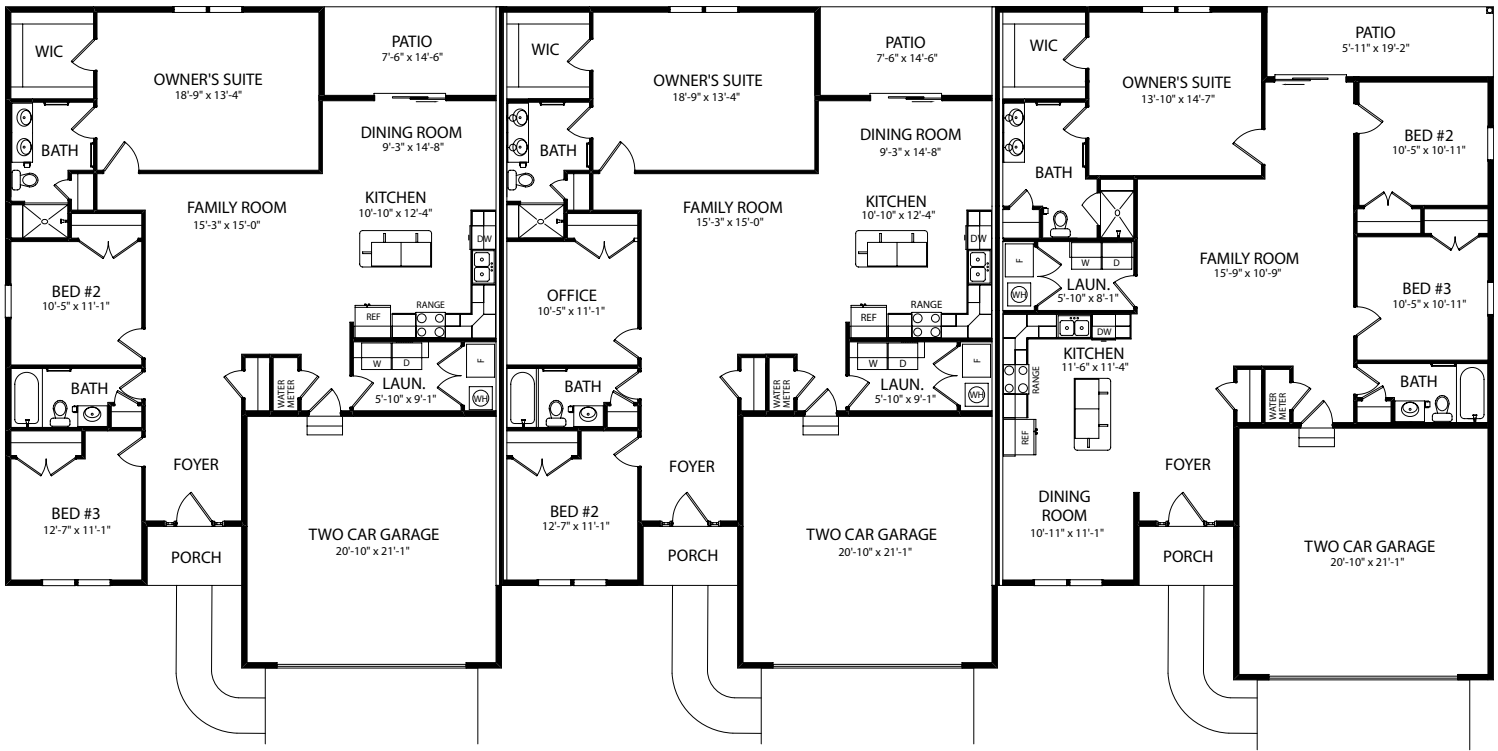 WIC
OWNER'S SUITE
18'-9" x 13'-4"
PATIO
7'-6" x 14'-6"
DINING ROOM
9'-3" x 14'-8"
BATH
KITCHEN
10'-10" x 12'-4"
FAMILY ROOM
15'-3" x 15'-0"
DW
BED #2
10'-5" x 11'-1"
RANGE
REF
W
D
F
LAUN.
5'-10" x 9'-1"
WH
WATER
METER
BATH
FOYER
BED #3
12'-7" x 11'-1"
TWO CAR GARAGE
20'-10" x 21'-1"
PORCH
WIC
OWNER'S SUITE
18'-9" x 13'-4"
PATIO
7'-6" x 14'-6"
DINING ROOM
9'-3" x 14'-8"
BATH
KITCHEN
10'-10" x 12'-4"
FAMILY ROOM
15'-3" x 15'-0"
DW
OFFICE
10'-5" x 11'-1"
RANGE
REF
W
D
F
LAUN.
5'-10" x 9'-1"
WH
WATER
METER
BATH
FOYER
BED #2
12'-7" x 11'-1"
TWO CAR GARAGE
20'-10" x 21'-1"
PORCH
WIC
OWNER'S SUITE
13'-10" x 14'-7"
PATIO
5'-11" x 19'-2"
BED #2
10'-5" x 10'-11"
BATH
FAMILY ROOM
15'-9" x 10'-9"
F
W
D
LAUN.
5'-10" x 8'-1"
WH
BED #3
10'-5" x 10'-11"
DW
KITCHEN
11'-6" x 11'-4"
RANGE
REF
WATER
METER
BATH
FOYER
DINING
ROOM
10'-11" x 11'-1"
TWO CAR GARAGE
20'-10" x 21'-1"
PORCH